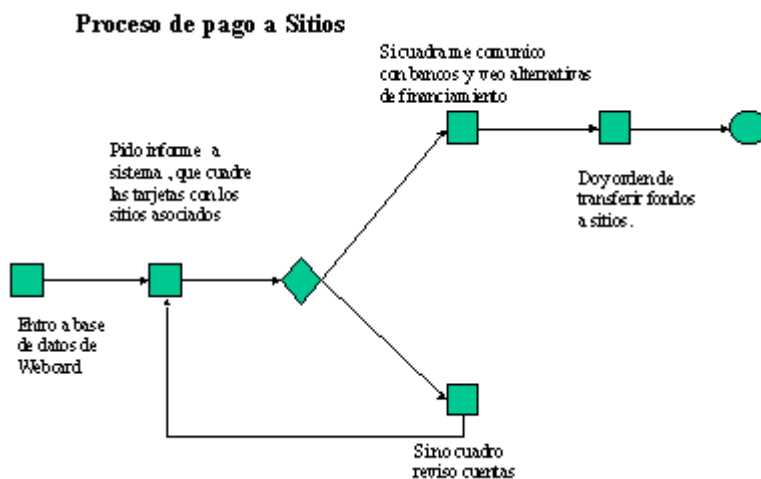 Proceso de pago a Sitios
Si cuadra me comunico
con bancos y veo alternativas
de financiamiento
Pido informe a
sistema , que cuadre
las tarjetas con los
sitios asociados
Doy orden de
transferir fondos
a sitios.
Entro a base
de datos de
Webcard
Si no cuadro
reviso cuentas